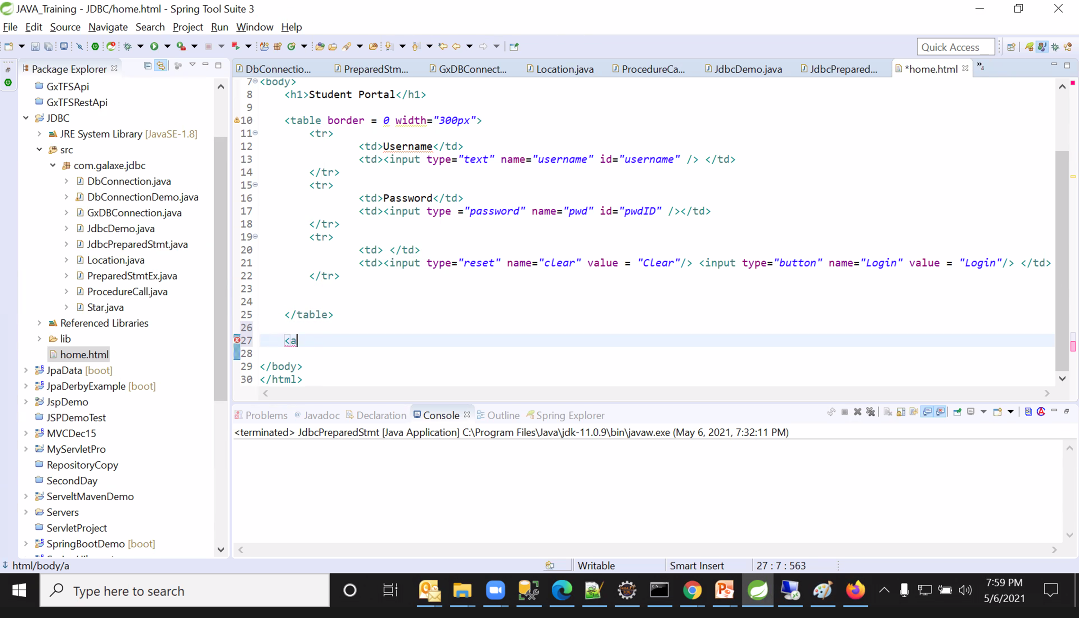 JAVA_Training - JDBC/home.html - Spring Tool Suite 3
File Edit Source Navigate Search Project Run Window Help
Quick Access
Package Explorer
DbConnectio... PreparedStm... GxDBConnect... Location.java ProcedureCa... JdbcDemo.java JdbcPrepared... *home.html
GxTFSApi
GxTFSRestApi
JDBC
JRE System Library [JavaSE-1.8]
src
com.galaxe.jdbc
DbConnection.java
DbConnectionDemo.java
GxDBConnection.java
JdbcDemo.java
JdbcPreparedStmt.java
Location.java
PreparedStmtEx.java
ProcedureCall.java
Star.java
Referenced Libraries
lib
home.html
JpaData [boot]
JpaDerbyExample [boot]
JspDemo
JSPDemoTest
MVCDec15
MyServletPro
RepositoryCopy
SecondDay
ServeltMavenDemo
Servers
ServletProject
SpringBootDemo [boot]
7 <body>
8 <h1>Student Portal</h1>
9
10 <table border = 0 width="300px">
11 <tr>
12 <td>Username</td>
13 <td><input type="text" name="username" id="username" /> </td>
14 </tr>
15 <tr>
16 <td>Password</td>
17 <td><input type ="password" name="pwd" id="pwdID" /></td>
18 </tr>
19 <tr>
20 <td> </td>
21 <td><input type="reset" name="clear" value = "Clear"/> <input type="button" name="Login" value = "Login"/> </td>
22 </tr>
23
24
25 </table>
26
27 <a
28
29 </body>
30 </html>
Problems Javadoc Declaration Console Outline Spring Explorer
<terminated> JdbcPreparedStmt [Java Application] C:\Program Files\Java\jdk-11.0.9\bin\javaw.exe (May 6, 2021, 7:32:11 PM)
html/body/a Writable Smart Insert 27 : 7 : 563
Type here to search
7:59 PM
5/6/2021